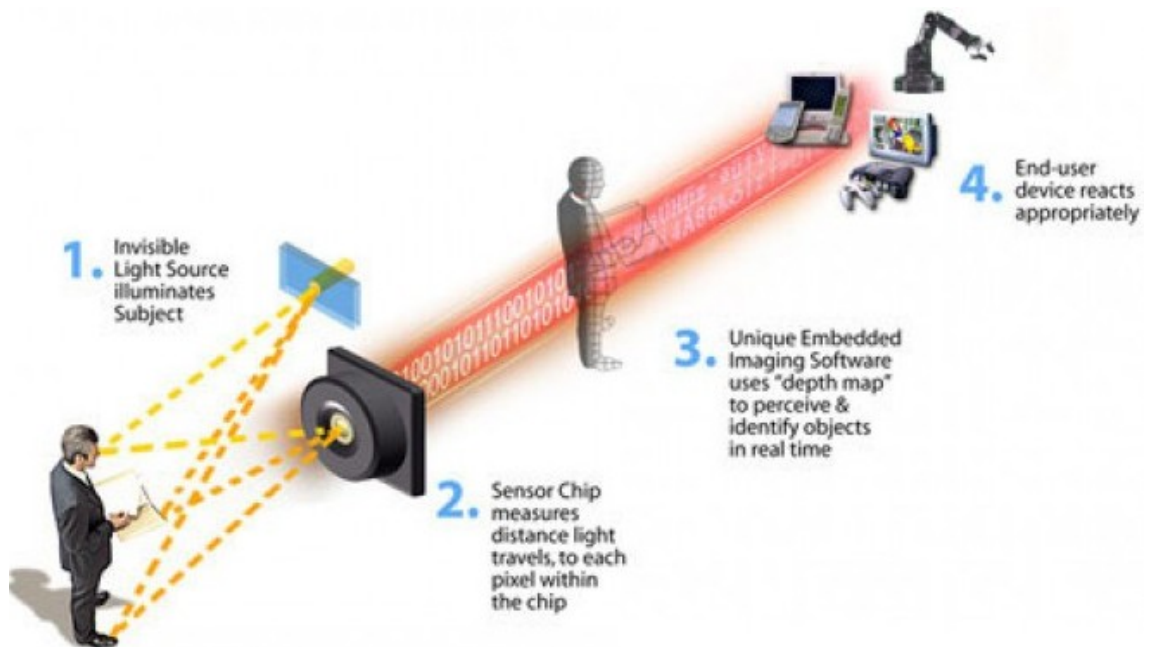 1. Invisible
Light Source
illuminates
Subject
2. Sensor Chip
measures
distance light
travels, to each
pixel within
the chip
3. Unique Embedded
Imaging Software
uses “depth map”
to perceive &
identify objects
in real time
4. End-user
device reacts
appropriately